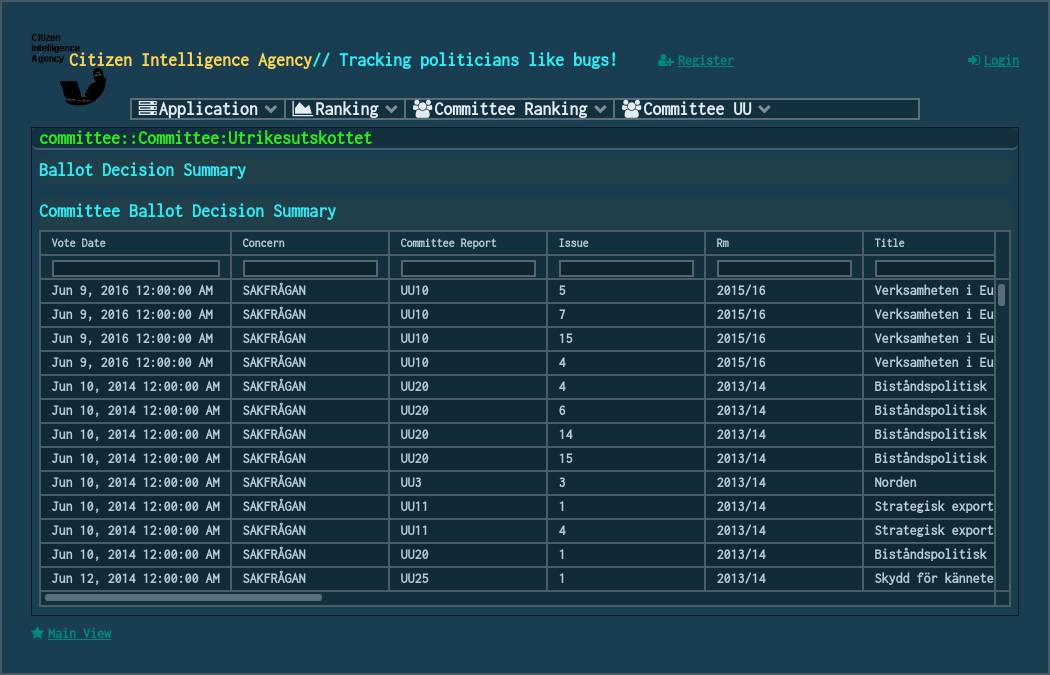 Citizen
Intelligence
Agency
Citizen Intelligence Agency// Tracking politicians like bugs! Register Login
Application Ranking Committee Ranking Committee UU
committee::Committee:Utrikesutskottet
Ballot Decision Summary
Committee Ballot Decision Summary
Vote Date Concern Committee Report Issue Rm Title
Jun 9, 2016 12:00:00 AM SAKFRÅGAN UU10 5 2015/16 Verksamheten i Eu
Jun 9, 2016 12:00:00 AM SAKFRÅGAN UU10 7 2015/16 Verksamheten i Eu
Jun 9, 2016 12:00:00 AM SAKFRÅGAN UU10 15 2015/16 Verksamheten i Eu
Jun 9, 2016 12:00:00 AM SAKFRÅGAN UU10 4 2015/16 Verksamheten i Eu
Jun 10, 2014 12:00:00 AM SAKFRÅGAN UU20 4 2013/14 Biståndspolitisk
Jun 10, 2014 12:00:00 AM SAKFRÅGAN UU20 6 2013/14 Biståndspolitisk
Jun 10, 2014 12:00:00 AM SAKFRÅGAN UU20 14 2013/14 Biståndspolitisk
Jun 10, 2014 12:00:00 AM SAKFRÅGAN UU20 15 2013/14 Biståndspolitisk
Jun 10, 2014 12:00:00 AM SAKFRÅGAN UU3 3 2013/14 Norden
Jun 10, 2014 12:00:00 AM SAKFRÅGAN UU11 1 2013/14 Strategisk export
Jun 10, 2014 12:00:00 AM SAKFRÅGAN UU11 4 2013/14 Strategisk export
Jun 10, 2014 12:00:00 AM SAKFRÅGAN UU20 1 2013/14 Biståndspolitisk
Jun 12, 2014 12:00:00 AM SAKFRÅGAN UU25 1 2013/14 Skydd för kännete
Main View